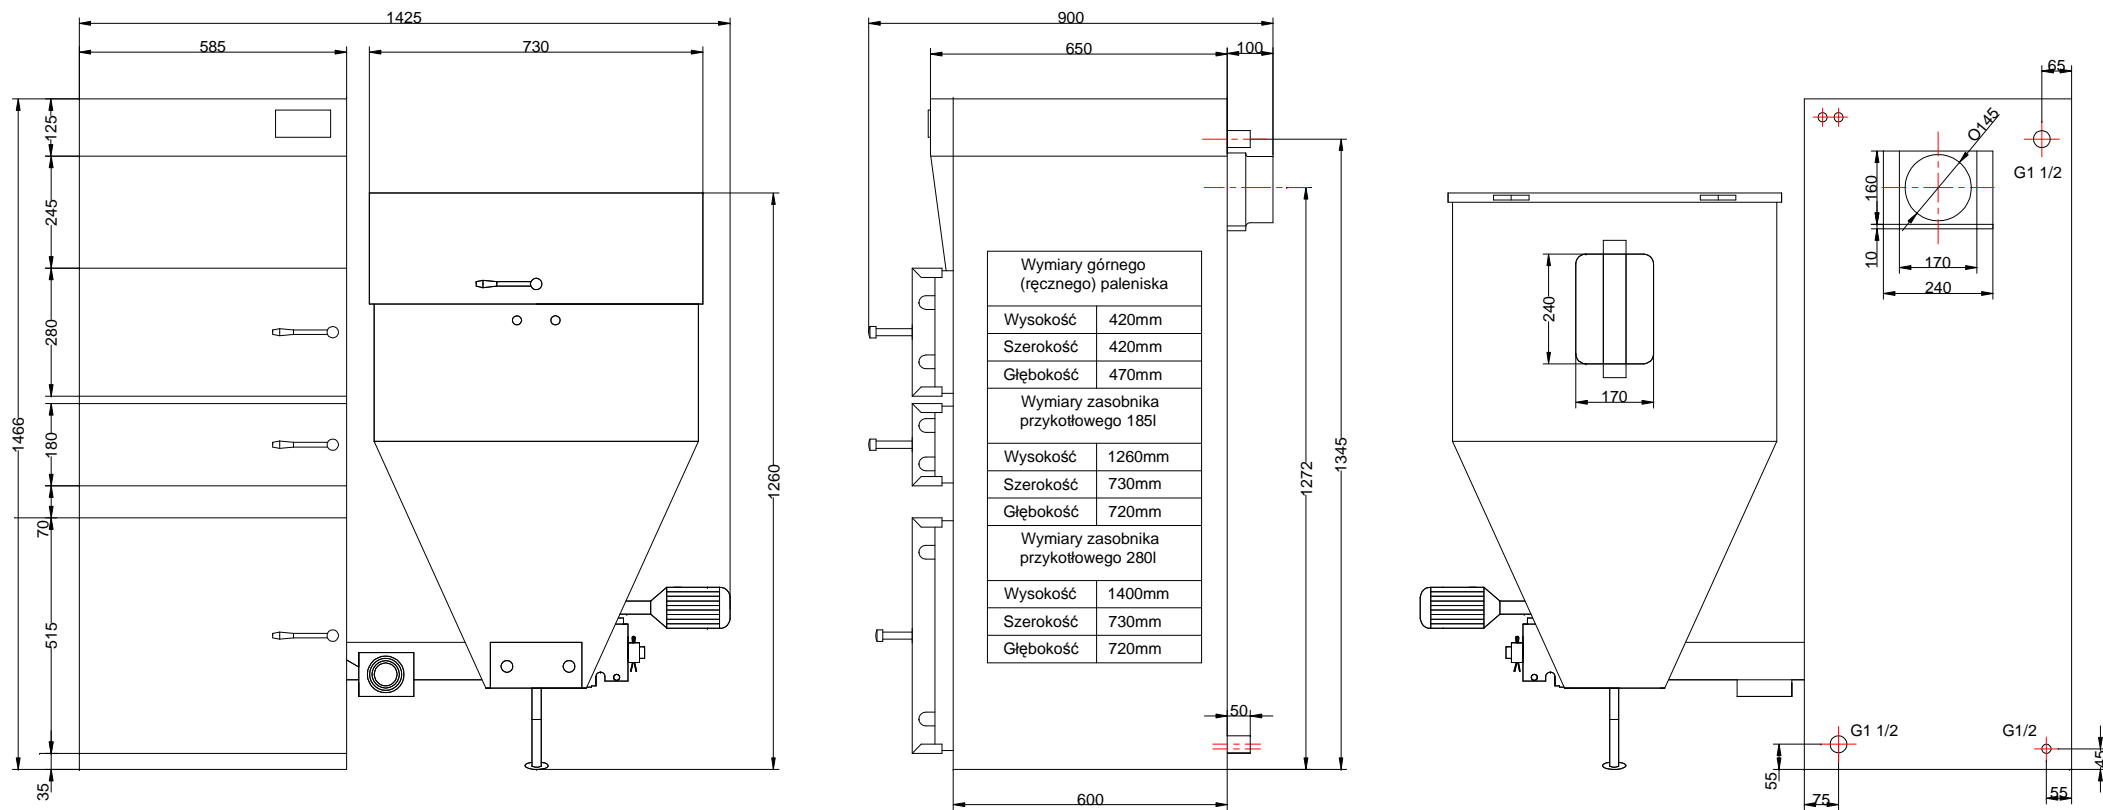 1425
585
730
125
245
280
1466
180
70
515
35
1260
900
650
100
Wymiary górnego
(ręcznego) paleniska
Wysokość 420mm
Szerokość 420mm
Głębokość 470mm
Wymiary zasobnika
przykotłowego 185l
Wysokość 1260mm
Szerokość 730mm
Głębokość 720mm
Wymiary zasobnika
przykotłowego 280l
Wysokość 1400mm
Szerokość 730mm
Głębokość 720mm
1272
1345
50
600
240
170
65
O145
G1 1/2
160
10
170
240
G1 1/2
G1/2
55
75
45
55